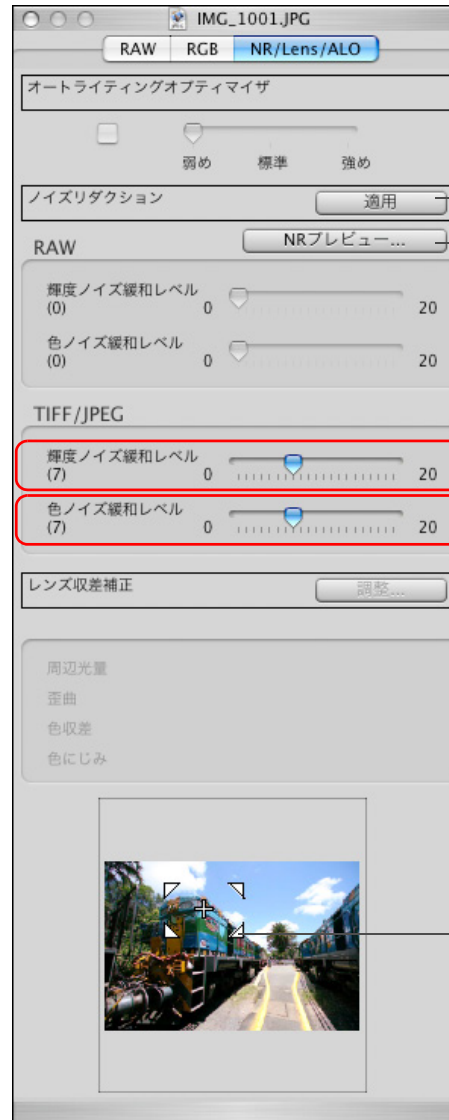 IMG_1001.JPG
RAW RGB NR/Lens/ALO
オートライティングオプティマイザ
弱め 標準 強め
ノイズリダクション 適用
RAW NRプレビュー...
輝度ノイズ緩和レベル
(0) 0 20
色ノイズ緩和レベル
(0) 0 20
TIFF/JPEG
輝度ノイズ緩和レベル
(7) 0 20
色ノイズ緩和レベル
(7) 0 20
レンズ収差補正 調整...
周辺光量
歪曲
色収差
色にじみ